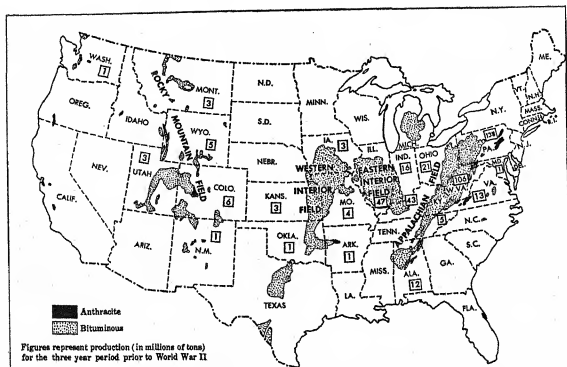 WASH.
1
MONT.
3
N.D.
MINN.
ME.
OREG.
IDAHO
ROCKY
MOUNTAIN
FIELD
WYO.
5
S.D.
WIS.
MICH.
N.Y.
VT.
N.H.
MASS.
CONN.
R.I.
NEV.
3
UTAH
COLO.
6
NEBR.
IA.
3
WESTERN
INTERIOR
FIELD
ILL.
EASTERN
INTERIOR
FIELD
47
IND.
16
OHIO
21
PA.
178
N.J.
CALIF.
KANS.
3
MO.
4
43
APPALACHIAN FIELD
106
VA.
13
MD.
1
ARIZ.
N.M.
1
OKLA.
1
ARK.
1
TENN.
5
N.C.
S.C.
TEXAS
LA.
MISS.
ALA.
12
GA.
FLA.
Anthracite
Bituminous
Figures represent production (in millions of tons)
for the three year period prior to World War II